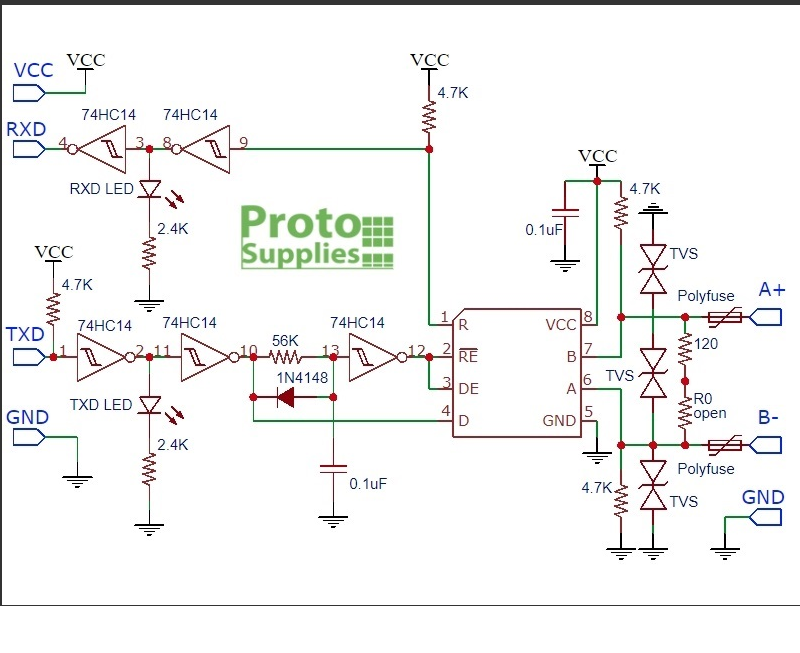 VCC
VCC
VCC
4.7K
RXD
74HC14
74HC14
4
3
8
9
RXD LED
2.4K
Proto
Supplies
VCC
4.7K
0.1uF
TVS
VCC
4.7K
Polyfuse
A+
TXD
74HC14
74HC14
74HC14
1
2
11
10
56K
13
12
1N4148
1
R
VCC
8
2
RE
B
7
3
DE
A
6
4
D
GND
5
120
TVS
R0
open
TXD LED
2.4K
GND
0.1uF
B-
Polyfuse
4.7K
TVS
GND